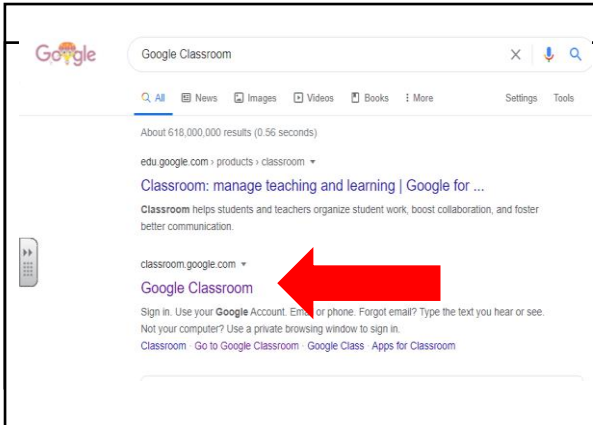 Google
Google Classroom
All News Images Videos Books More Settings Tools
About 618,000,000 results (0.56 seconds)
edu.google.com › products › classroom
Classroom: manage teaching and learning | Google for ...
Classroom helps students and teachers organize student work, boost collaboration, and foster
better communication.
classroom.google.com
Google Classroom
Sign in. Use your Google Account. Email or phone. Forgot email? Type the text you hear or see.
Not your computer? Use a private browsing window to sign in.
Classroom · Go to Google Classroom · Google Class · Apps for Classroom